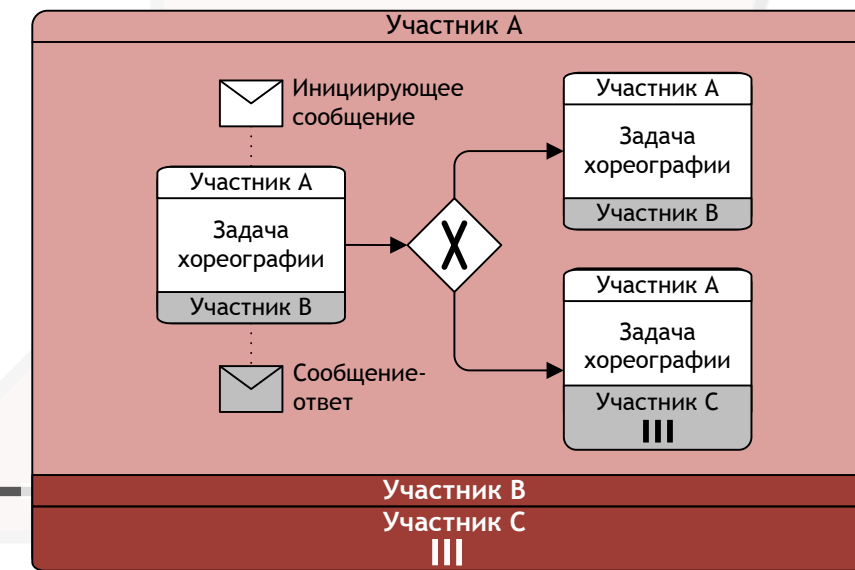 Участник A
Инициирующее
сообщение
Участник A
Задача
хореографии
Участник B
X
Участник A
Задача
хореографии
Участник B
Участник A
Задача
хореографии
Участник C
Сообщение-
ответ
Участник B
Участник C